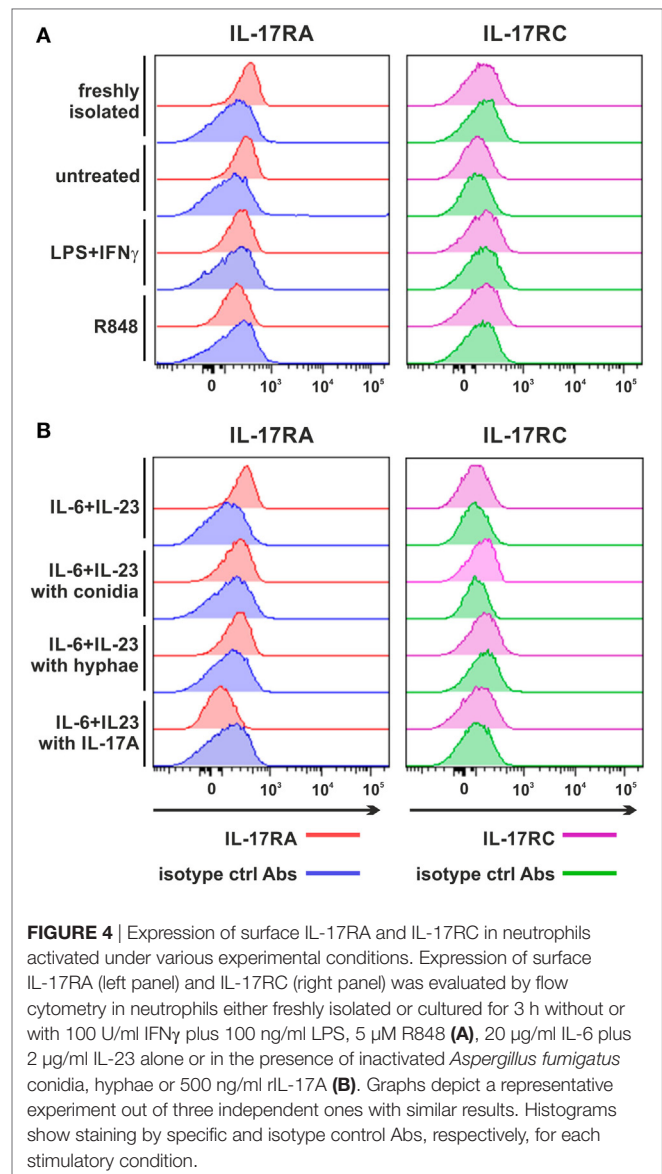 A
IL-17RA IL-17RC
freshly
isolated
untreated
LPS+IFNγ
R848
0 10³ 10⁴ 10⁵ 0 10³ 10⁴ 10⁵
B
IL-17RA IL-17RC
IL-6+IL-23
IL-6+IL-23
with conidia
IL-6+IL-23
with hyphae
IL-6+IL23
with IL-17A
0 10³ 10⁴ 10⁵ 0 10³ 10⁴ 10⁵
IL-17RA IL-17RC
isotype ctrl Abs isotype ctrl Abs
FIGURE 4 | Expression of surface IL-17RA and IL-17RC in neutrophils
activated under various experimental conditions. Expression of surface
IL-17RA (left panel) and IL-17RC (right panel) was evaluated by flow
cytometry in neutrophils either freshly isolated or cultured for 3 h without or
with 100 U/ml IFNγ plus 100 ng/ml LPS, 5 µM R848 (A), 20 µg/ml IL-6 plus
2 µg/ml IL-23 alone or in the presence of inactivated Aspergillus fumigatus
conidia, hyphae or 500 ng/ml rIL-17A (B). Graphs depict a representative
experiment out of three independent ones with similar results. Histograms
show staining by specific and isotype control Abs, respectively, for each
stimulatory condition.